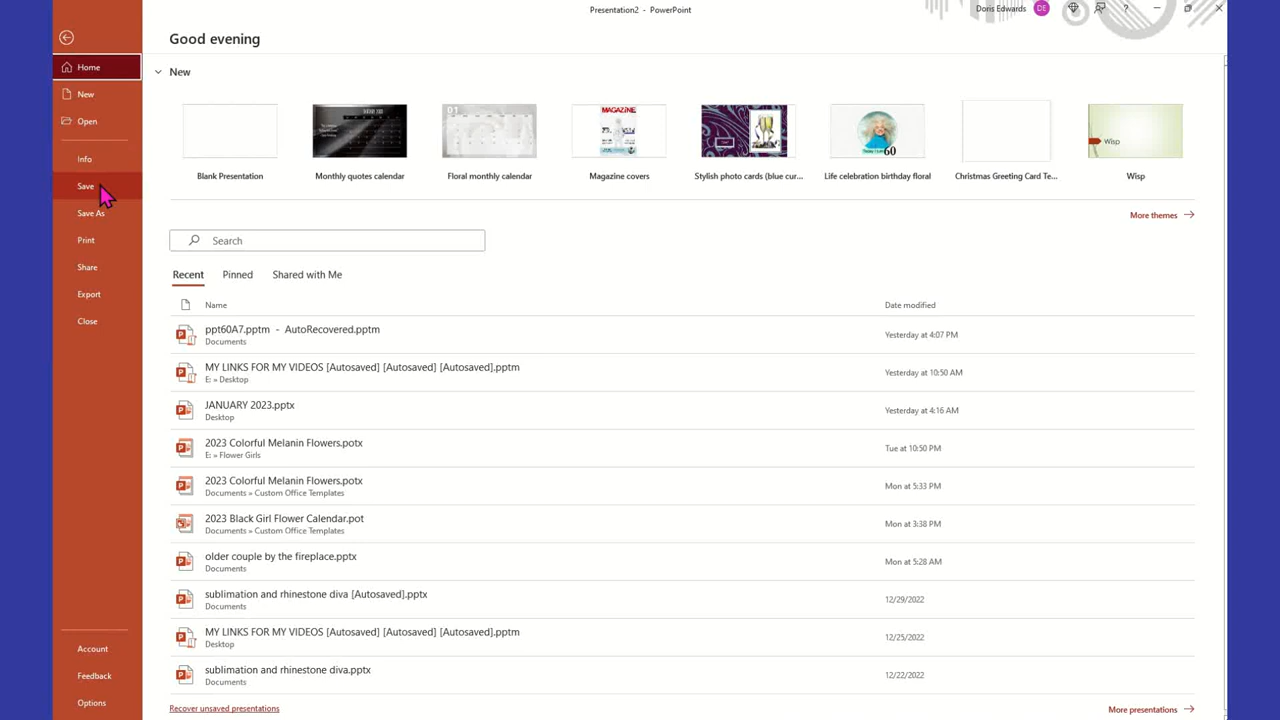 Presentation2 - PowerPoint
Doris Edwards DE
?
Good evening
Home
New
Open
Info
Save
Save As
Print
Share
Export
Close
Account
Feedback
Options
New
Blank Presentation
Monthly quotes calendar
01
Floral monthly calendar
MAGAZINE
Magazine covers
Stylish photo cards (blue cur...
60
Life celebration birthday floral
Christmas Greeting Card Te...
Wisp
Wisp
More themes
Search
Recent Pinned Shared with Me
Name Date modified
ppt60A7.pptm - AutoRecovered.pptm
Documents
Yesterday at 4:07 PM
MY LINKS FOR MY VIDEOS [Autosaved] [Autosaved] [Autosaved].pptm
E: » Desktop
Yesterday at 10:50 AM
JANUARY 2023.pptx
Desktop
Yesterday at 4:16 AM
2023 Colorful Melanin Flowers.potx
E: » Flower Girls
Tue at 10:50 PM
2023 Colorful Melanin Flowers.potx
Documents » Custom Office Templates
Mon at 5:33 PM
2023 Black Girl Flower Calendar.pot
Documents » Custom Office Templates
Mon at 3:38 PM
older couple by the fireplace.pptx
Documents
Mon at 5:28 AM
sublimation and rhinestone diva [Autosaved].pptx
Documents
12/29/2022
MY LINKS FOR MY VIDEOS [Autosaved] [Autosaved] [Autosaved].pptm
Desktop
12/25/2022
sublimation and rhinestone diva.pptx
Documents
12/22/2022
Recover unsaved presentations
More presentations